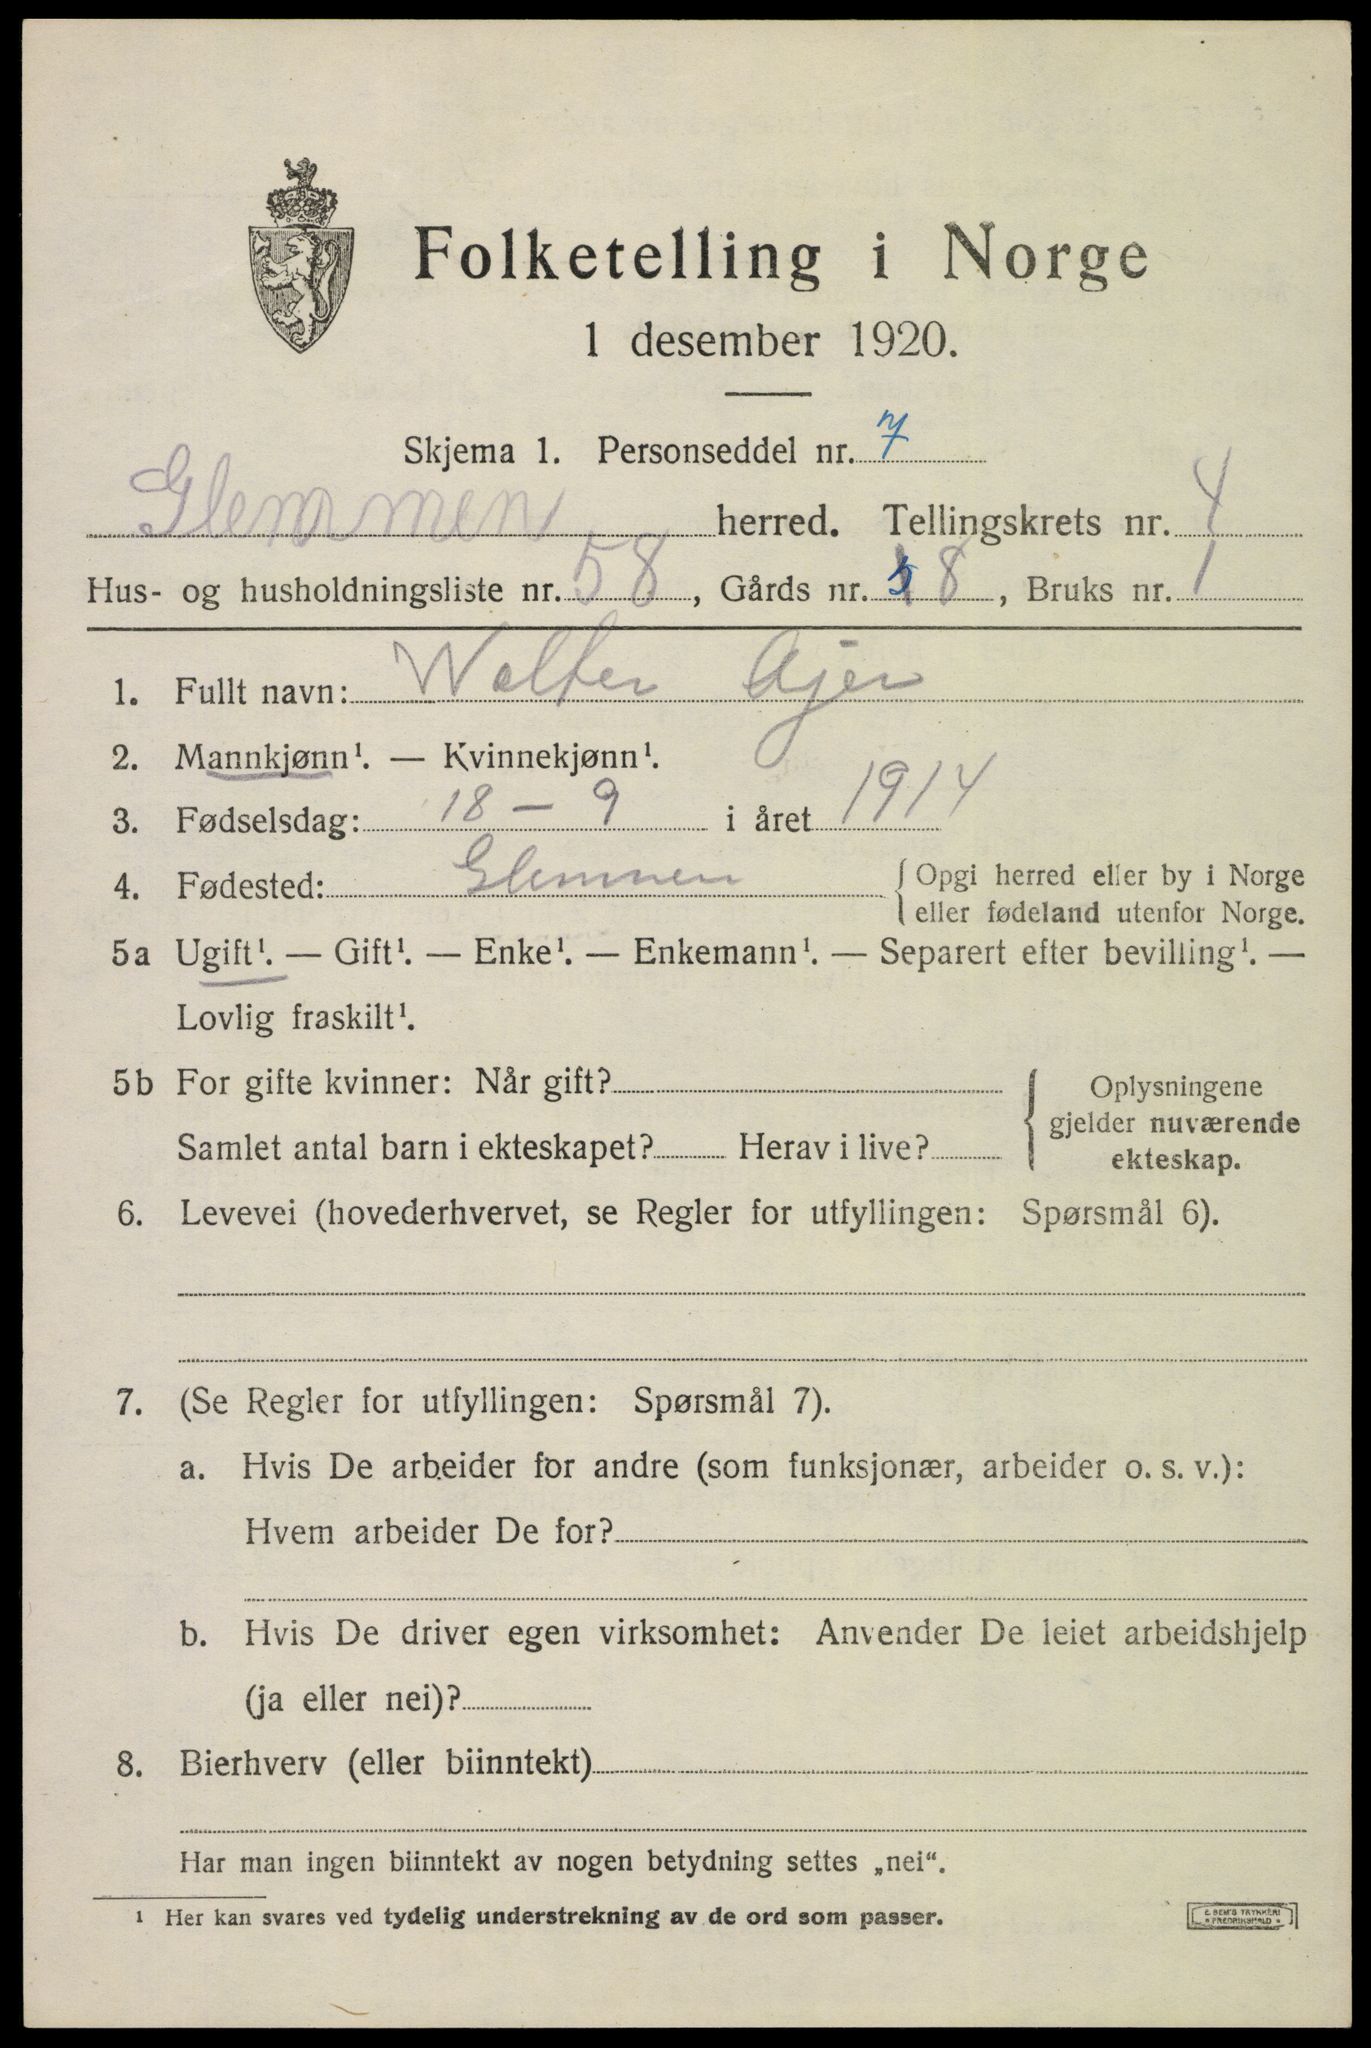 Folketelling i Norge
1 desember 1920.
Skjema 1. Personseddel nr. 7
Glemmen herred. Tellingskrets nr. 4
Hus- og husholdningsliste nr. 58, Gårds nr. 8, Bruks nr. 1
1. Fullt navn: Walter Ajer
2. Mannkjønn¹. — Kvinnekjønn¹.
3. Fødselsdag: 18 – 9 i året 1914
4. Fødested: Glemmen { Opgi herred eller by i Norge
eller fødeland utenfor Norge.
5a Ugift¹. — Gift¹. — Enke¹. — Enkemann¹. — Separert efter bevilling¹. —
Lovlig fraskilt¹.
5b For gifte kvinner: Når gift?
Samlet antal barn i ekteskapet? Herav i live?
{ Oplysningene
gjelder nuværende
ekteskap.
6. Levevei (hovederhvervet, se Regler for utfyllingen: Spørsmål 6).
7. (Se Regler for utfyllingen: Spørsmål 7).
a. Hvis De arbeider for andre (som funksjonær, arbeider o. s. v.):
Hvem arbeider De for?
b. Hvis De driver egen virksomhet: Anvender De leiet arbeidshjelp
(ja eller nei)?
8. Bierhverv (eller biinntekt)
Har man ingen biinntekt av nogen betydning settes „nei“.
¹ Her kan svares ved tydelig understrekning av de ord som passer.
E. SEM'S TRYKKERI
* FREDRIKSHALD *